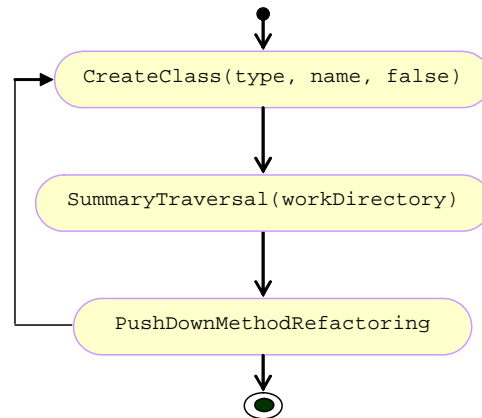 CreateClass(type, name, false)
SummaryTraversal(workDirectory)
PushDownMethodRefactoring